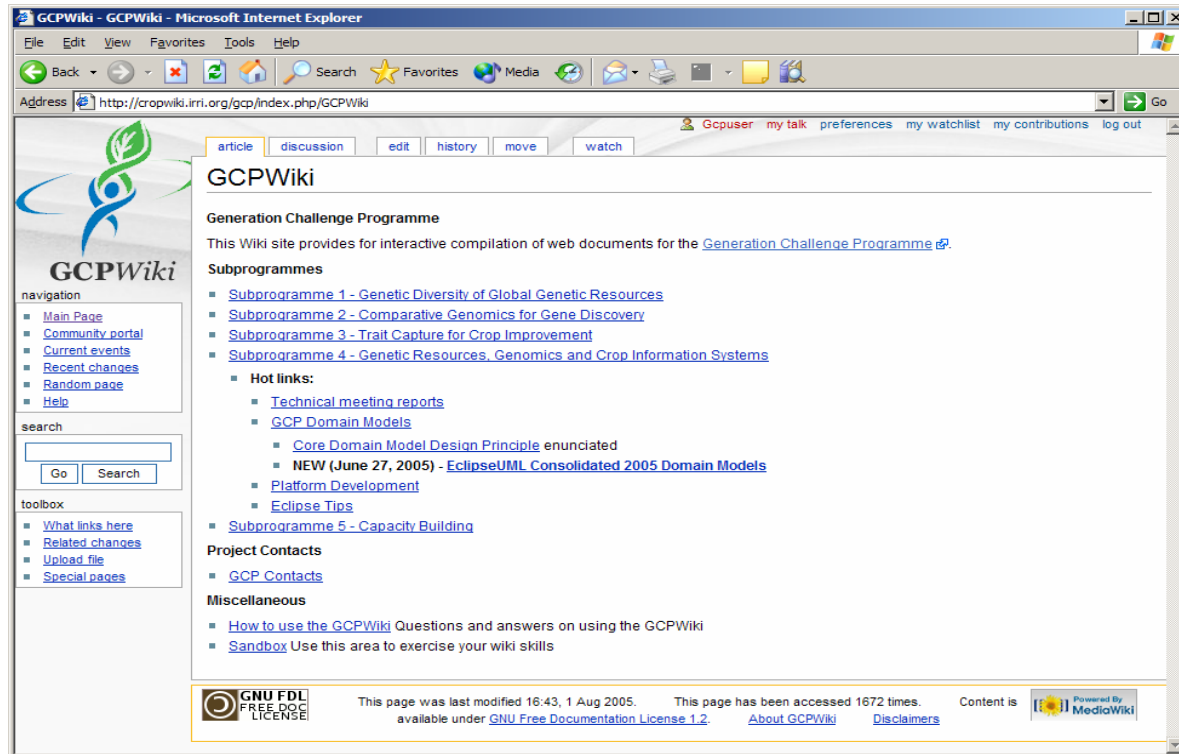 GCPWiki - GCPWiki - Microsoft Internet Explorer
File Edit View Favorites Tools Help
Back Search Favorites Media
Address http://cropwiki.irri.org/gcp/index.php/GCPWiki Go
Gcpuser my talk preferences my watchlist my contributions log out
article discussion edit history move watch
GCPWiki
Generation Challenge Programme
This Wiki site provides for interactive compilation of web documents for the Generation Challenge Programme.
Subprogrammes
Subprogramme 1 - Genetic Diversity of Global Genetic Resources
Subprogramme 2 - Comparative Genomics for Gene Discovery
Subprogramme 3 - Trait Capture for Crop Improvement
Subprogramme 4 - Genetic Resources, Genomics and Crop Information Systems
Hot links:
Technical meeting reports
GCP Domain Models
Core Domain Model Design Principle enunciated
NEW (June 27, 2005) - EclipseUML Consolidated 2005 Domain Models
Platform Development
Eclipse Tips
Subprogramme 5 - Capacity Building
Project Contacts
GCP Contacts
Miscellaneous
How to use the GCPWiki Questions and answers on using the GCPWiki
Sandbox Use this area to exercise your wiki skills
GCPWiki
navigation
Main Page
Community portal
Current events
Recent changes
Random page
Help
search
Go Search
toolbox
What links here
Related changes
Upload file
Special pages
GNU FDL
FREE DOC
LICENSE
This page was last modified 16:43, 1 Aug 2005. This page has been accessed 1672 times. Content is
available under GNU Free Documentation License 1.2. About GCPWiki Disclaimers
Powered By
MediaWiki